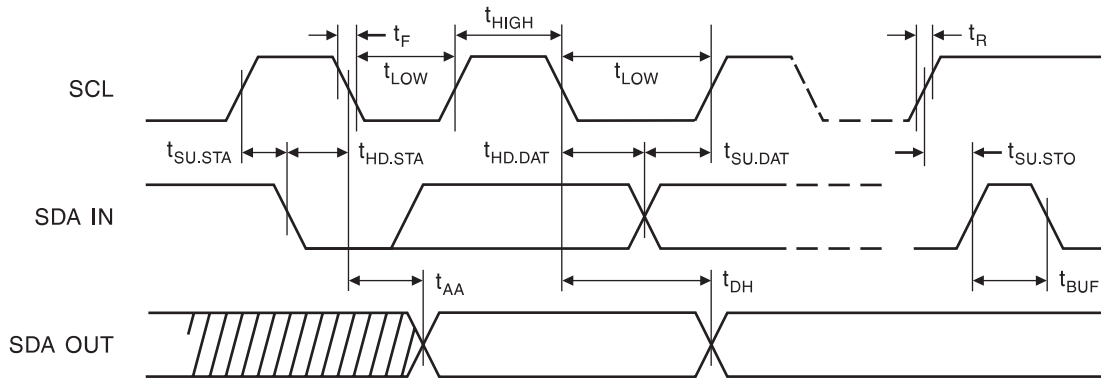 tF
tHIGH
tR
tLOW
tLOW
SCL
tSU.STA
tHD.STA
tHD.DAT
tSU.DAT
tSU.STO
SDA IN
tAA
tDH
tBUF
SDA OUT